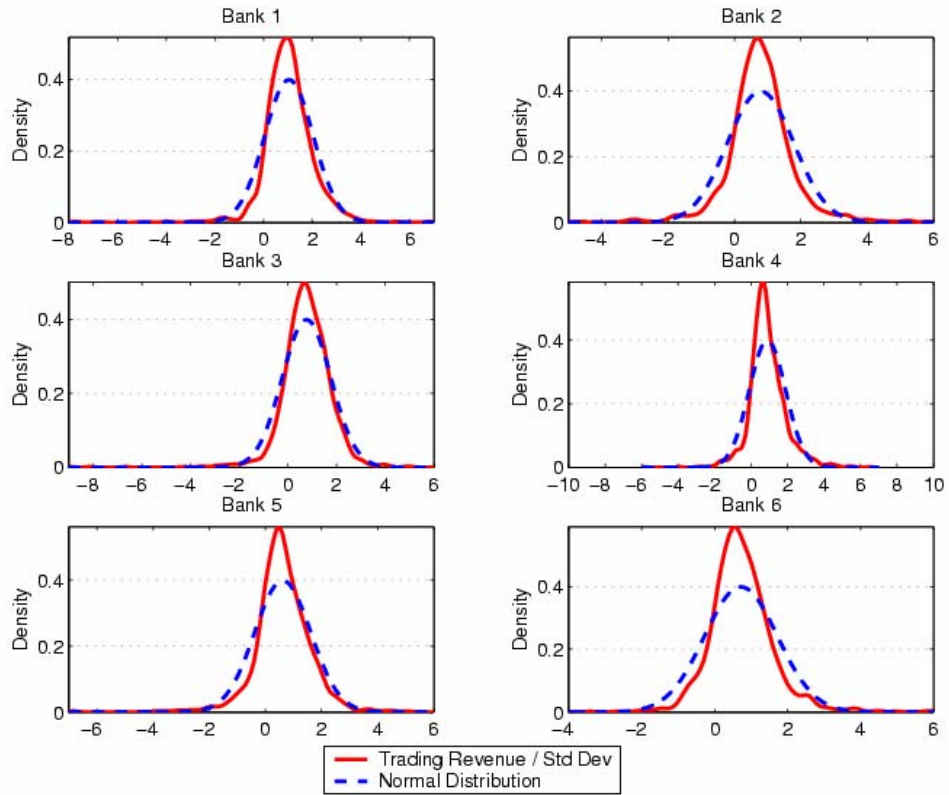 Bank 1
Density
0.4
0.2
0
−8 −6 −4 −2 0 2 4 6
Bank 2
Density
0.4
0.2
0
−4 −2 0 2 4 6
Bank 3
Density
0.4
0.2
0
−8 −6 −4 −2 0 2 4 6
Bank 4
Density
0.4
0.2
0
−10 −8 −6 −4 −2 0 2 4 6 8 10
Bank 5
Density
0.4
0.2
0
−6 −4 −2 0 2 4 6
Bank 6
Density
0.4
0.2
0
−4 −2 0 2 4 6
Trading Revenue / Std Dev
Normal Distribution